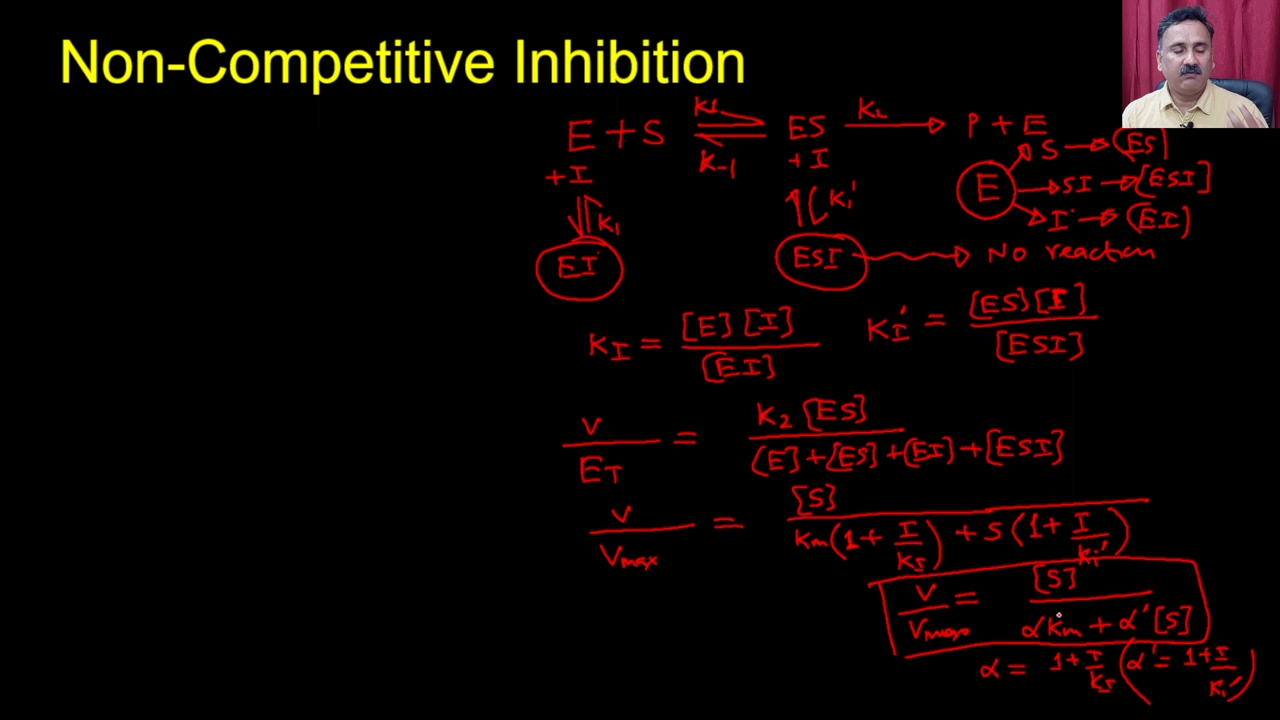 Non-Competitive Inhibition
E + S ⇌ ES → P + E
K1 K-1 K2
+ I
+ I
K1
K1'
E
S → (ES)
SI → [ESI]
I → (EI)
EI
ESI → No reaction
KI = [E][I] / [EI]
KI' = [ES][I] / [ESI]
V / ET = K2 [ES] / [E] + [ES] + [EI] + [ESI]
V / Vmax = [S] / Km (1 + I / KI) + S (1 + I / Ki')
V / Vmax = [S] / αKm + α' [S]
α = 1 + I / KI (α' = 1 + I / Ki')